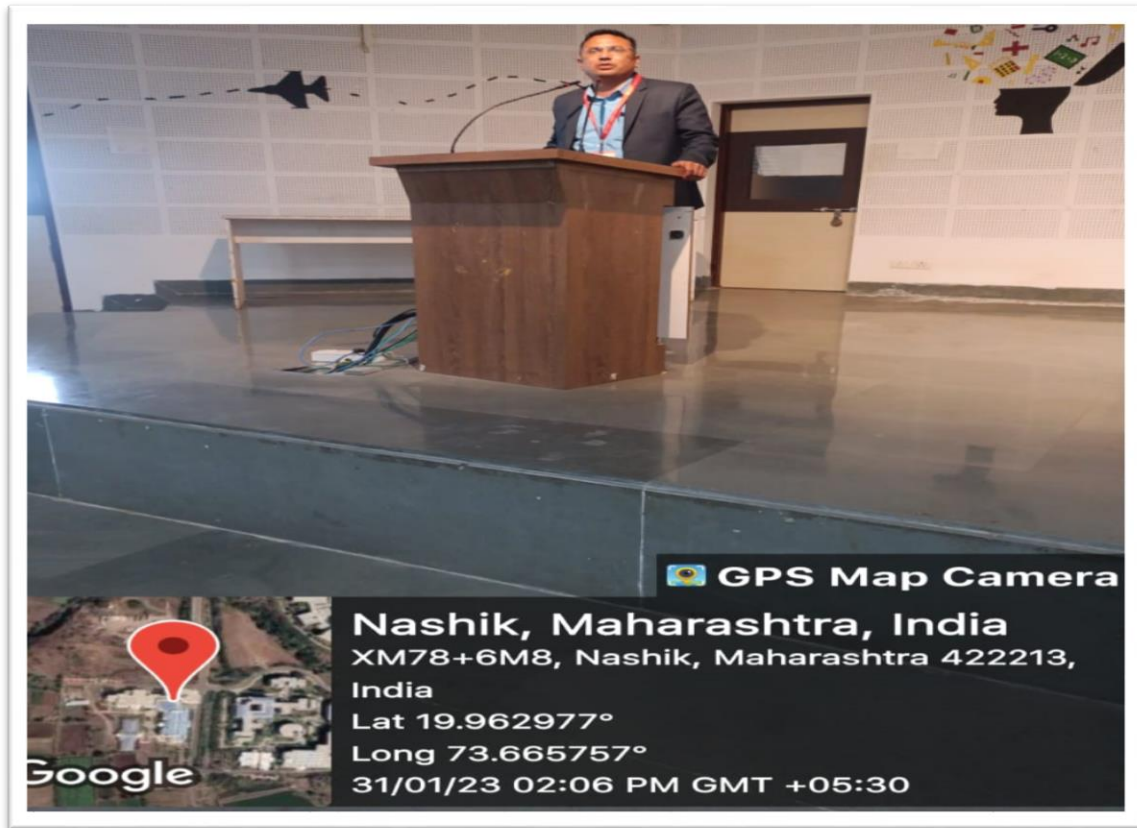 GPS Map Camera
Nashik, Maharashtra, India
XM78+6M8, Nashik, Maharashtra 422213,
India
Lat 19.962977°
Long 73.665757°
31/01/23 02:06 PM GMT +05:30
Google